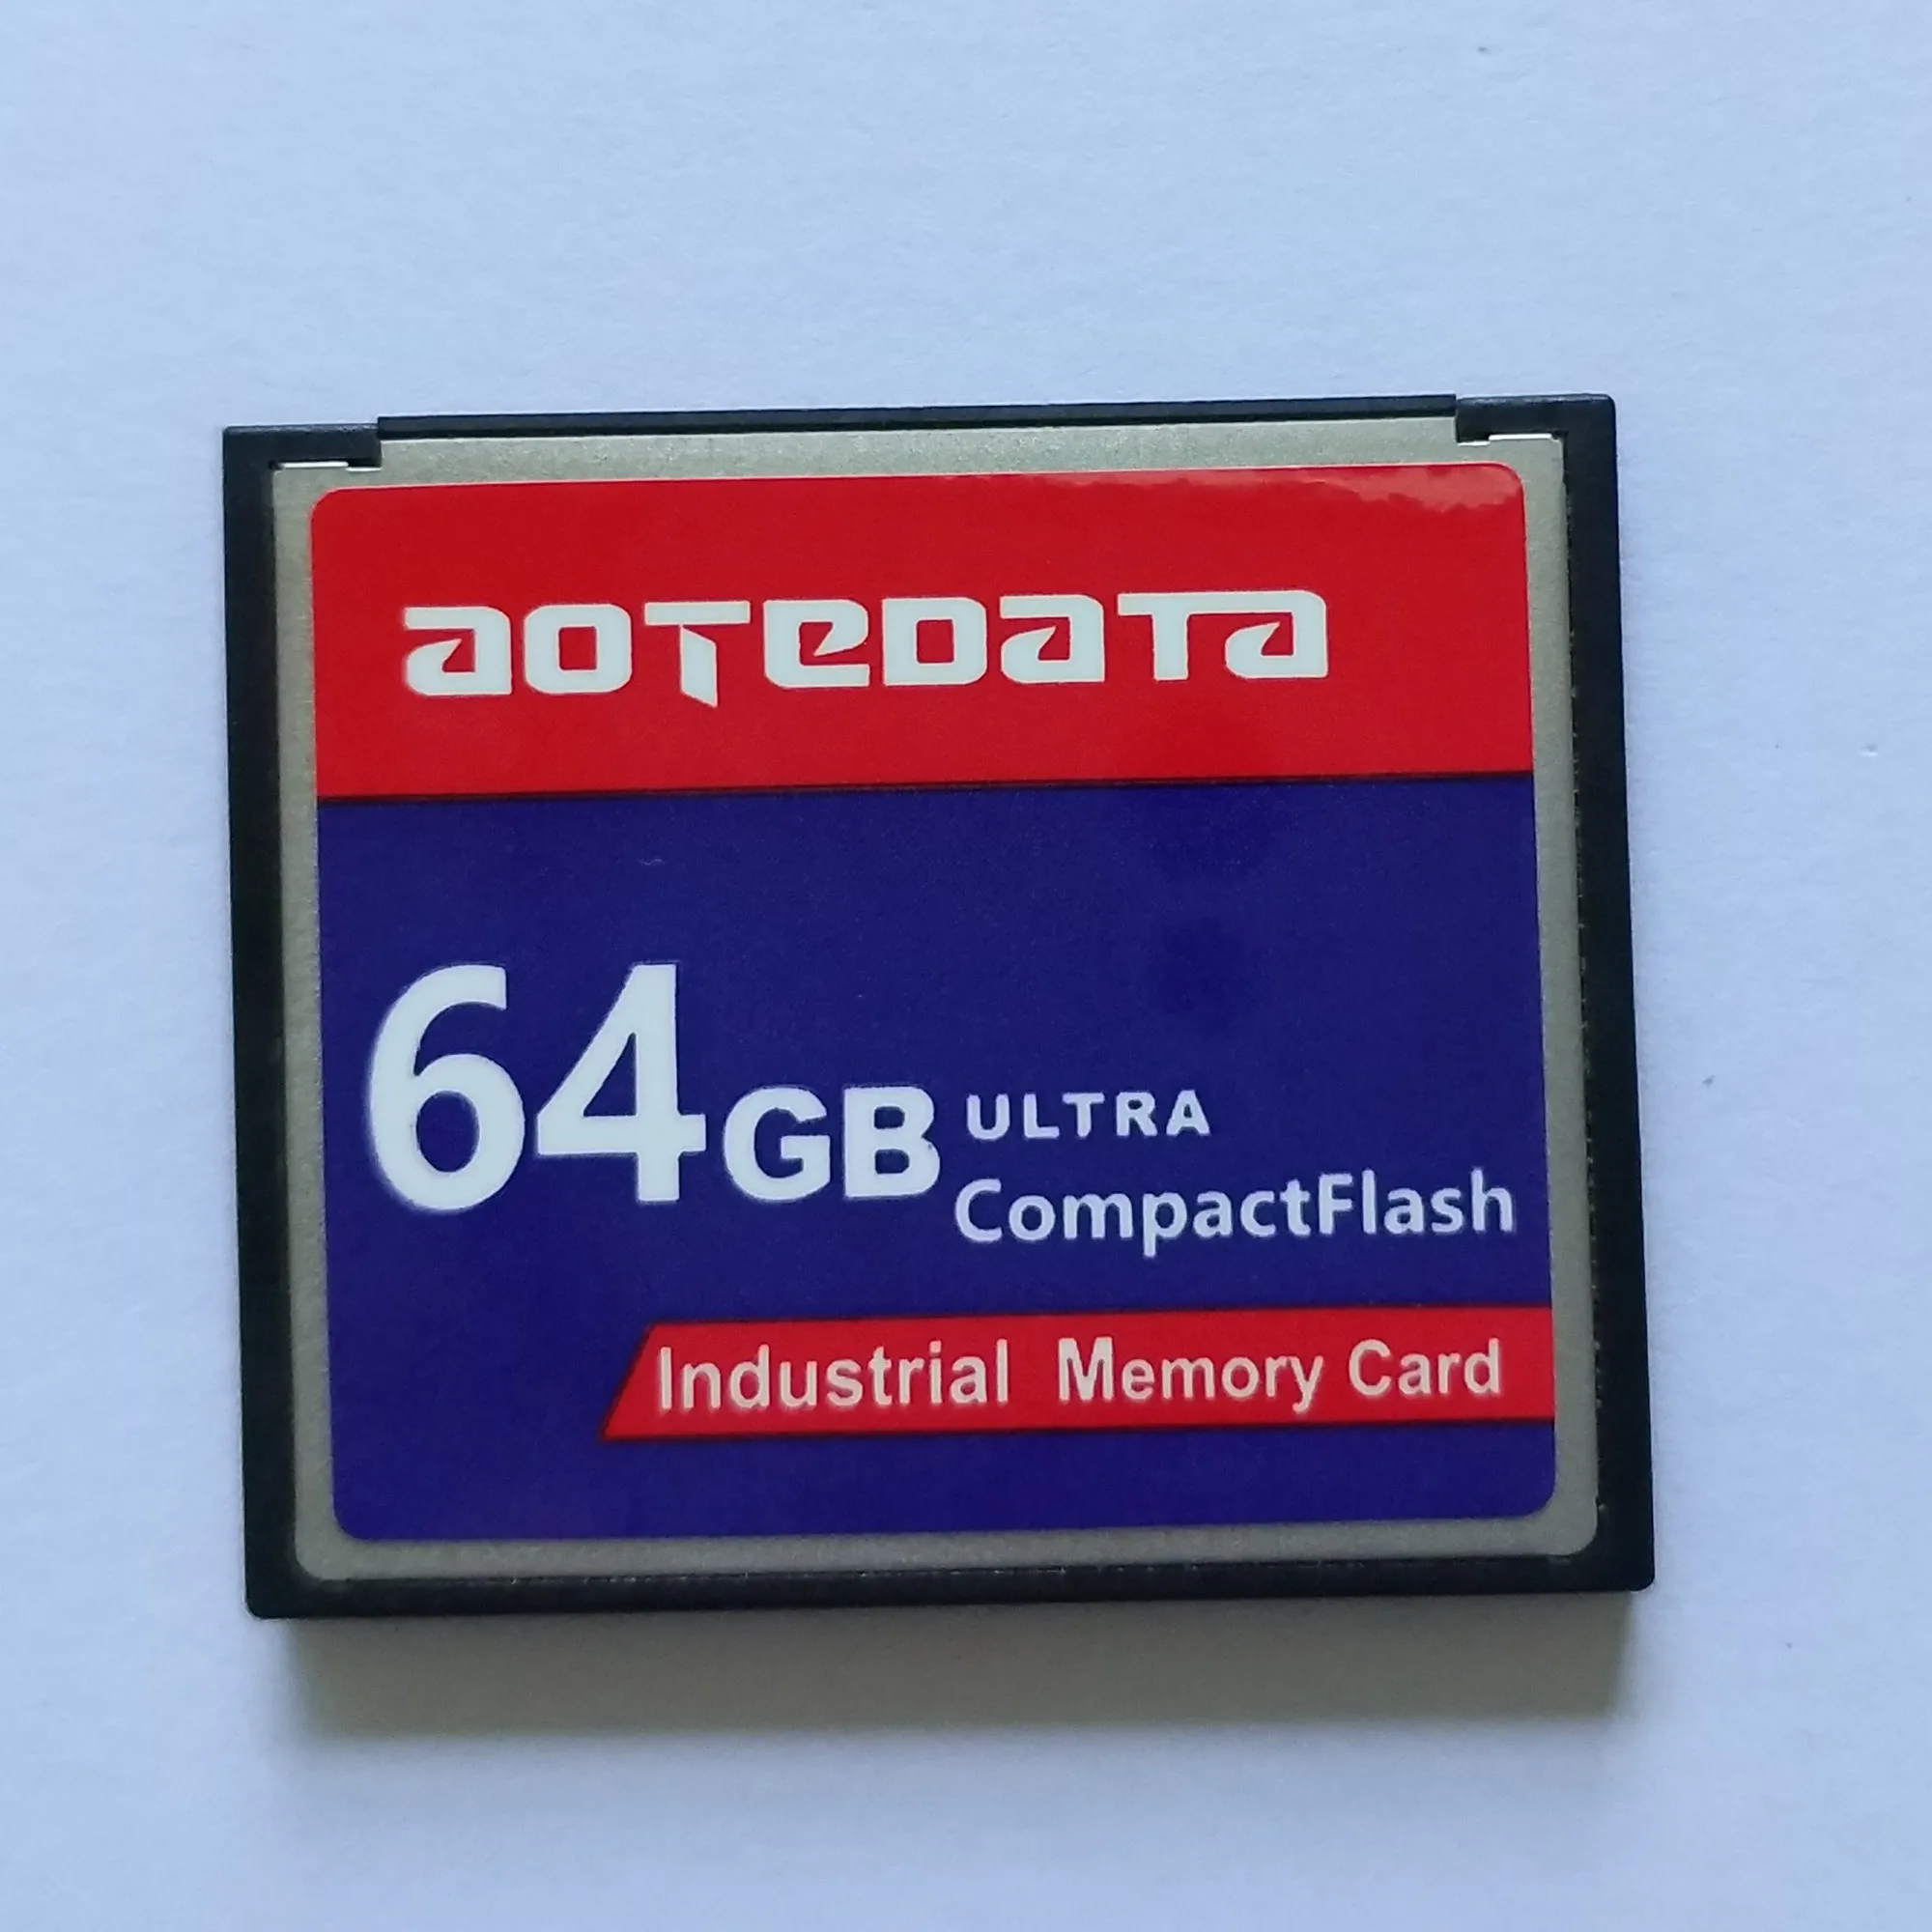 AOTEDATA
64GB ULTRA
CompactFlash
Industrial Memory Card